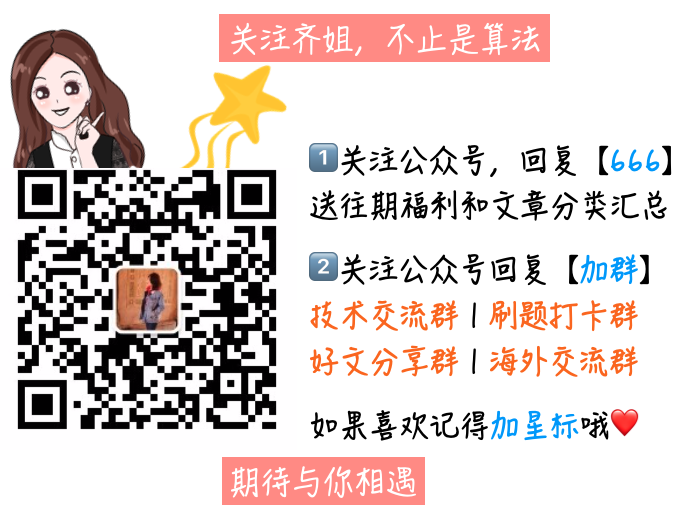 关注齐姐，不止是算法
1 关注公众号，回复【666】
送往期福利和文章分类汇总
2 关注公众号回复【加群】
技术交流群 | 刷题打卡群
好文分享群 | 海外交流群
如果喜欢记得加星标哦❤️
期待与你相遇